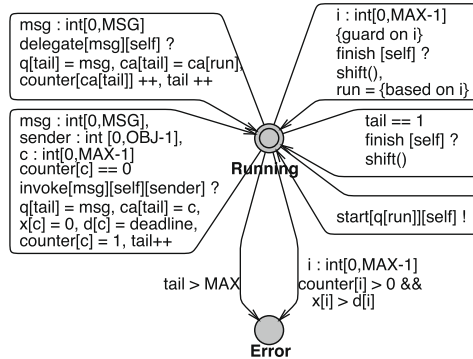 msg : int[0,MSG]
delegate[msg][self] ?
q[tail] = msg, ca[tail] = ca[run],
counter[ca[tail]] ++, tail ++
i : int[0,MAX-1]
{guard on i}
finish [self] ?
shift(),
run = {based on i}
msg : int[0,MSG],
sender : int [0,OBJ-1],
c : int[0,MAX-1]
counter[c] == 0
invoke[msg][self][sender] ?
q[tail] = msg, ca[tail] = c,
x[c] = 0, d[c] = deadline,
counter[c] = 1, tail++
tail == 1
finish [self] ?
shift()
Running
start[q[run]][self] !
tail > MAX
i : int[0,MAX-1]
counter[i] > 0 &&
x[i] > d[i]
Error